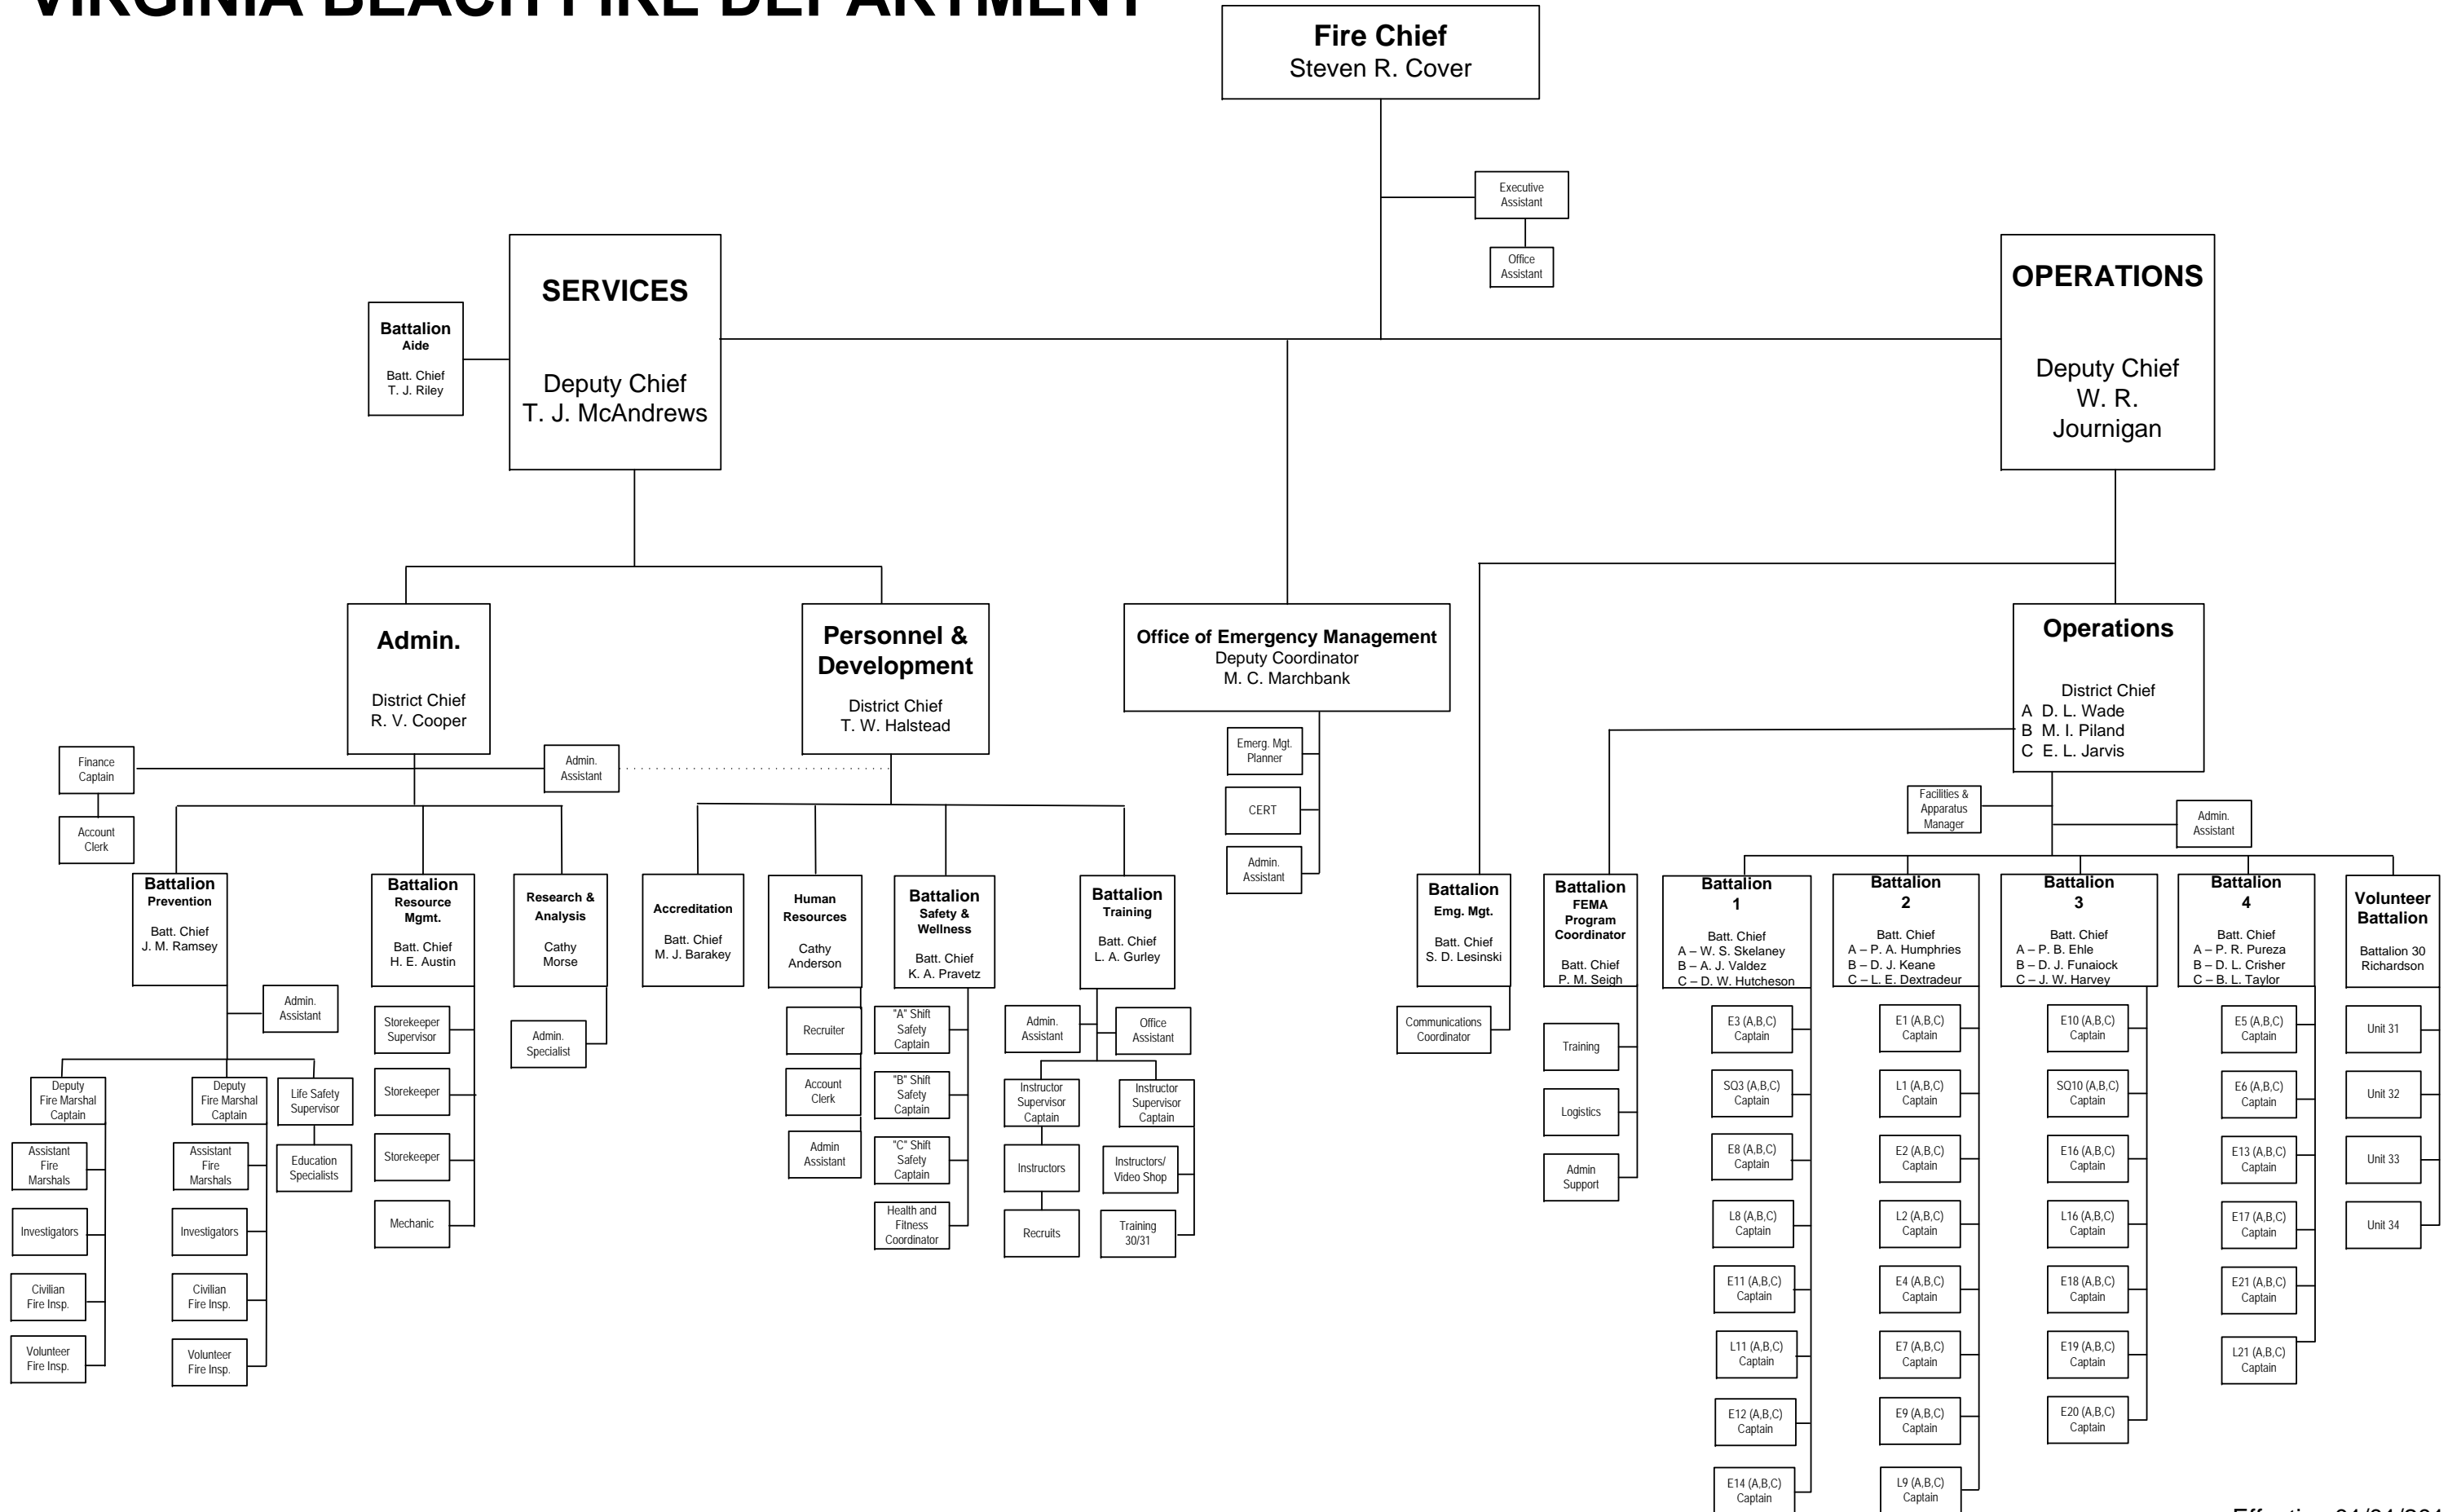 VIRGINIA BEACH FIRE DEPARTMENT
Fire Chief
Steven R. Cover
Executive
Assistant
Office
Assistant
SERVICES
Deputy Chief
T. J. McAndrews
Battalion
Aide
Batt. Chief
T. J. Riley
OPERATIONS
Deputy Chief
W. R.
Journigan
Admin.
District Chief
R. V. Cooper
Personnel &
Development
District Chief
T. W. Halstead
Office of Emergency Management
Deputy Coordinator
M. C. Marchbank
Operations
District Chief
A D. L. Wade
B M. I. Piland
C E. L. Jarvis
Finance
Captain
Account
Clerk
Admin.
Assistant
Emerg. Mgt.
Planner
CERT
Admin.
Assistant
Facilities &
Apparatus
Manager
Admin.
Assistant
Battalion
Prevention
Batt. Chief
J. M. Ramsey
Admin.
Assistant
Deputy
Fire Marshal
Captain
Assistant
Fire
Marshals
Investigators
Civilian
Fire Insp.
Volunteer
Fire Insp.
Deputy
Fire Marshal
Captain
Assistant
Fire
Marshals
Investigators
Civilian
Fire Insp.
Volunteer
Fire Insp.
Life Safety
Supervisor
Education
Specialists
Battalion
Resource
Mgmt.
Batt. Chief
H. E. Austin
Storekeeper
Supervisor
Storekeeper
Storekeeper
Mechanic
Research &
Analysis
Cathy
Morse
Admin.
Specialist
Accreditation
Batt. Chief
M. J. Barakey
Human
Resources
Cathy
Anderson
Recruiter
Account
Clerk
Admin
Assistant
Battalion
Safety &
Wellness
Batt. Chief
K. A. Pravetz
"A" Shift
Safety
Captain
"B" Shift
Safety
Captain
"C" Shift
Safety
Captain
Health and
Fitness
Coordinator
Battalion
Training
Batt. Chief
L. A. Gurley
Admin.
Assistant
Office
Assistant
Instructor
Supervisor
Captain
Instructors
Recruits
Instructor
Supervisor
Captain
Instructors/
Video Shop
Training
30/31
Battalion
Emg. Mgt.
Batt. Chief
S. D. Lesinski
Communications
Coordinator
Battalion
FEMA
Program
Coordinator
Batt. Chief
P. M. Seigh
Training
Logistics
Admin
Support
Battalion
1
Batt. Chief
A – W. S. Skelaney
B – A. J. Valdez
C – D. W. Hutcheson
E3 (A,B,C)
Captain
SQ3 (A,B,C)
Captain
E8 (A,B,C)
Captain
L8 (A,B,C)
Captain
E11 (A,B,C)
Captain
L11 (A,B,C)
Captain
E12 (A,B,C)
Captain
E14 (A,B,C)
Captain
Battalion
2
Batt. Chief
A – P. A. Humphries
B – D. J. Keane
C – L. E. Dextradeur
E1 (A,B,C)
Captain
L1 (A,B,C)
Captain
E2 (A,B,C)
Captain
L2 (A,B,C)
Captain
E4 (A,B,C)
Captain
E7 (A,B,C)
Captain
E9 (A,B,C)
Captain
L9 (A,B,C)
Captain
Battalion
3
Batt. Chief
A – P. B. Ehle
B – D. J. Funaiock
C – J. W. Harvey
E10 (A,B,C)
Captain
SQ10 (A,B,C)
Captain
E16 (A,B,C)
Captain
L16 (A,B,C)
Captain
E18 (A,B,C)
Captain
E19 (A,B,C)
Captain
E20 (A,B,C)
Captain
Battalion
4
Batt. Chief
A – P. R. Pureza
B – D. L. Crisher
C – B. L. Taylor
E5 (A,B,C)
Captain
E6 (A,B,C)
Captain
E13 (A,B,C)
Captain
E17 (A,B,C)
Captain
E21 (A,B,C)
Captain
L21 (A,B,C)
Captain
Volunteer
Battalion
Battalion 30
Richardson
Unit 31
Unit 32
Unit 33
Unit 34